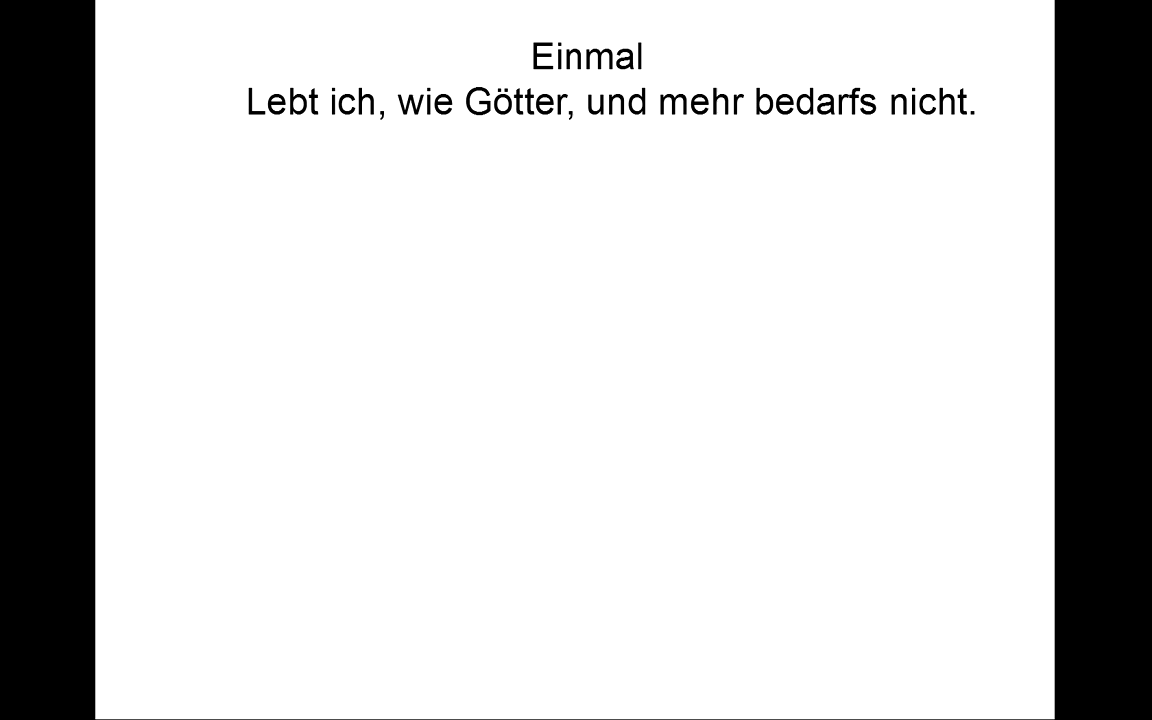 Einmal
Lebt ich, wie Götter, und mehr bedarfs nicht.